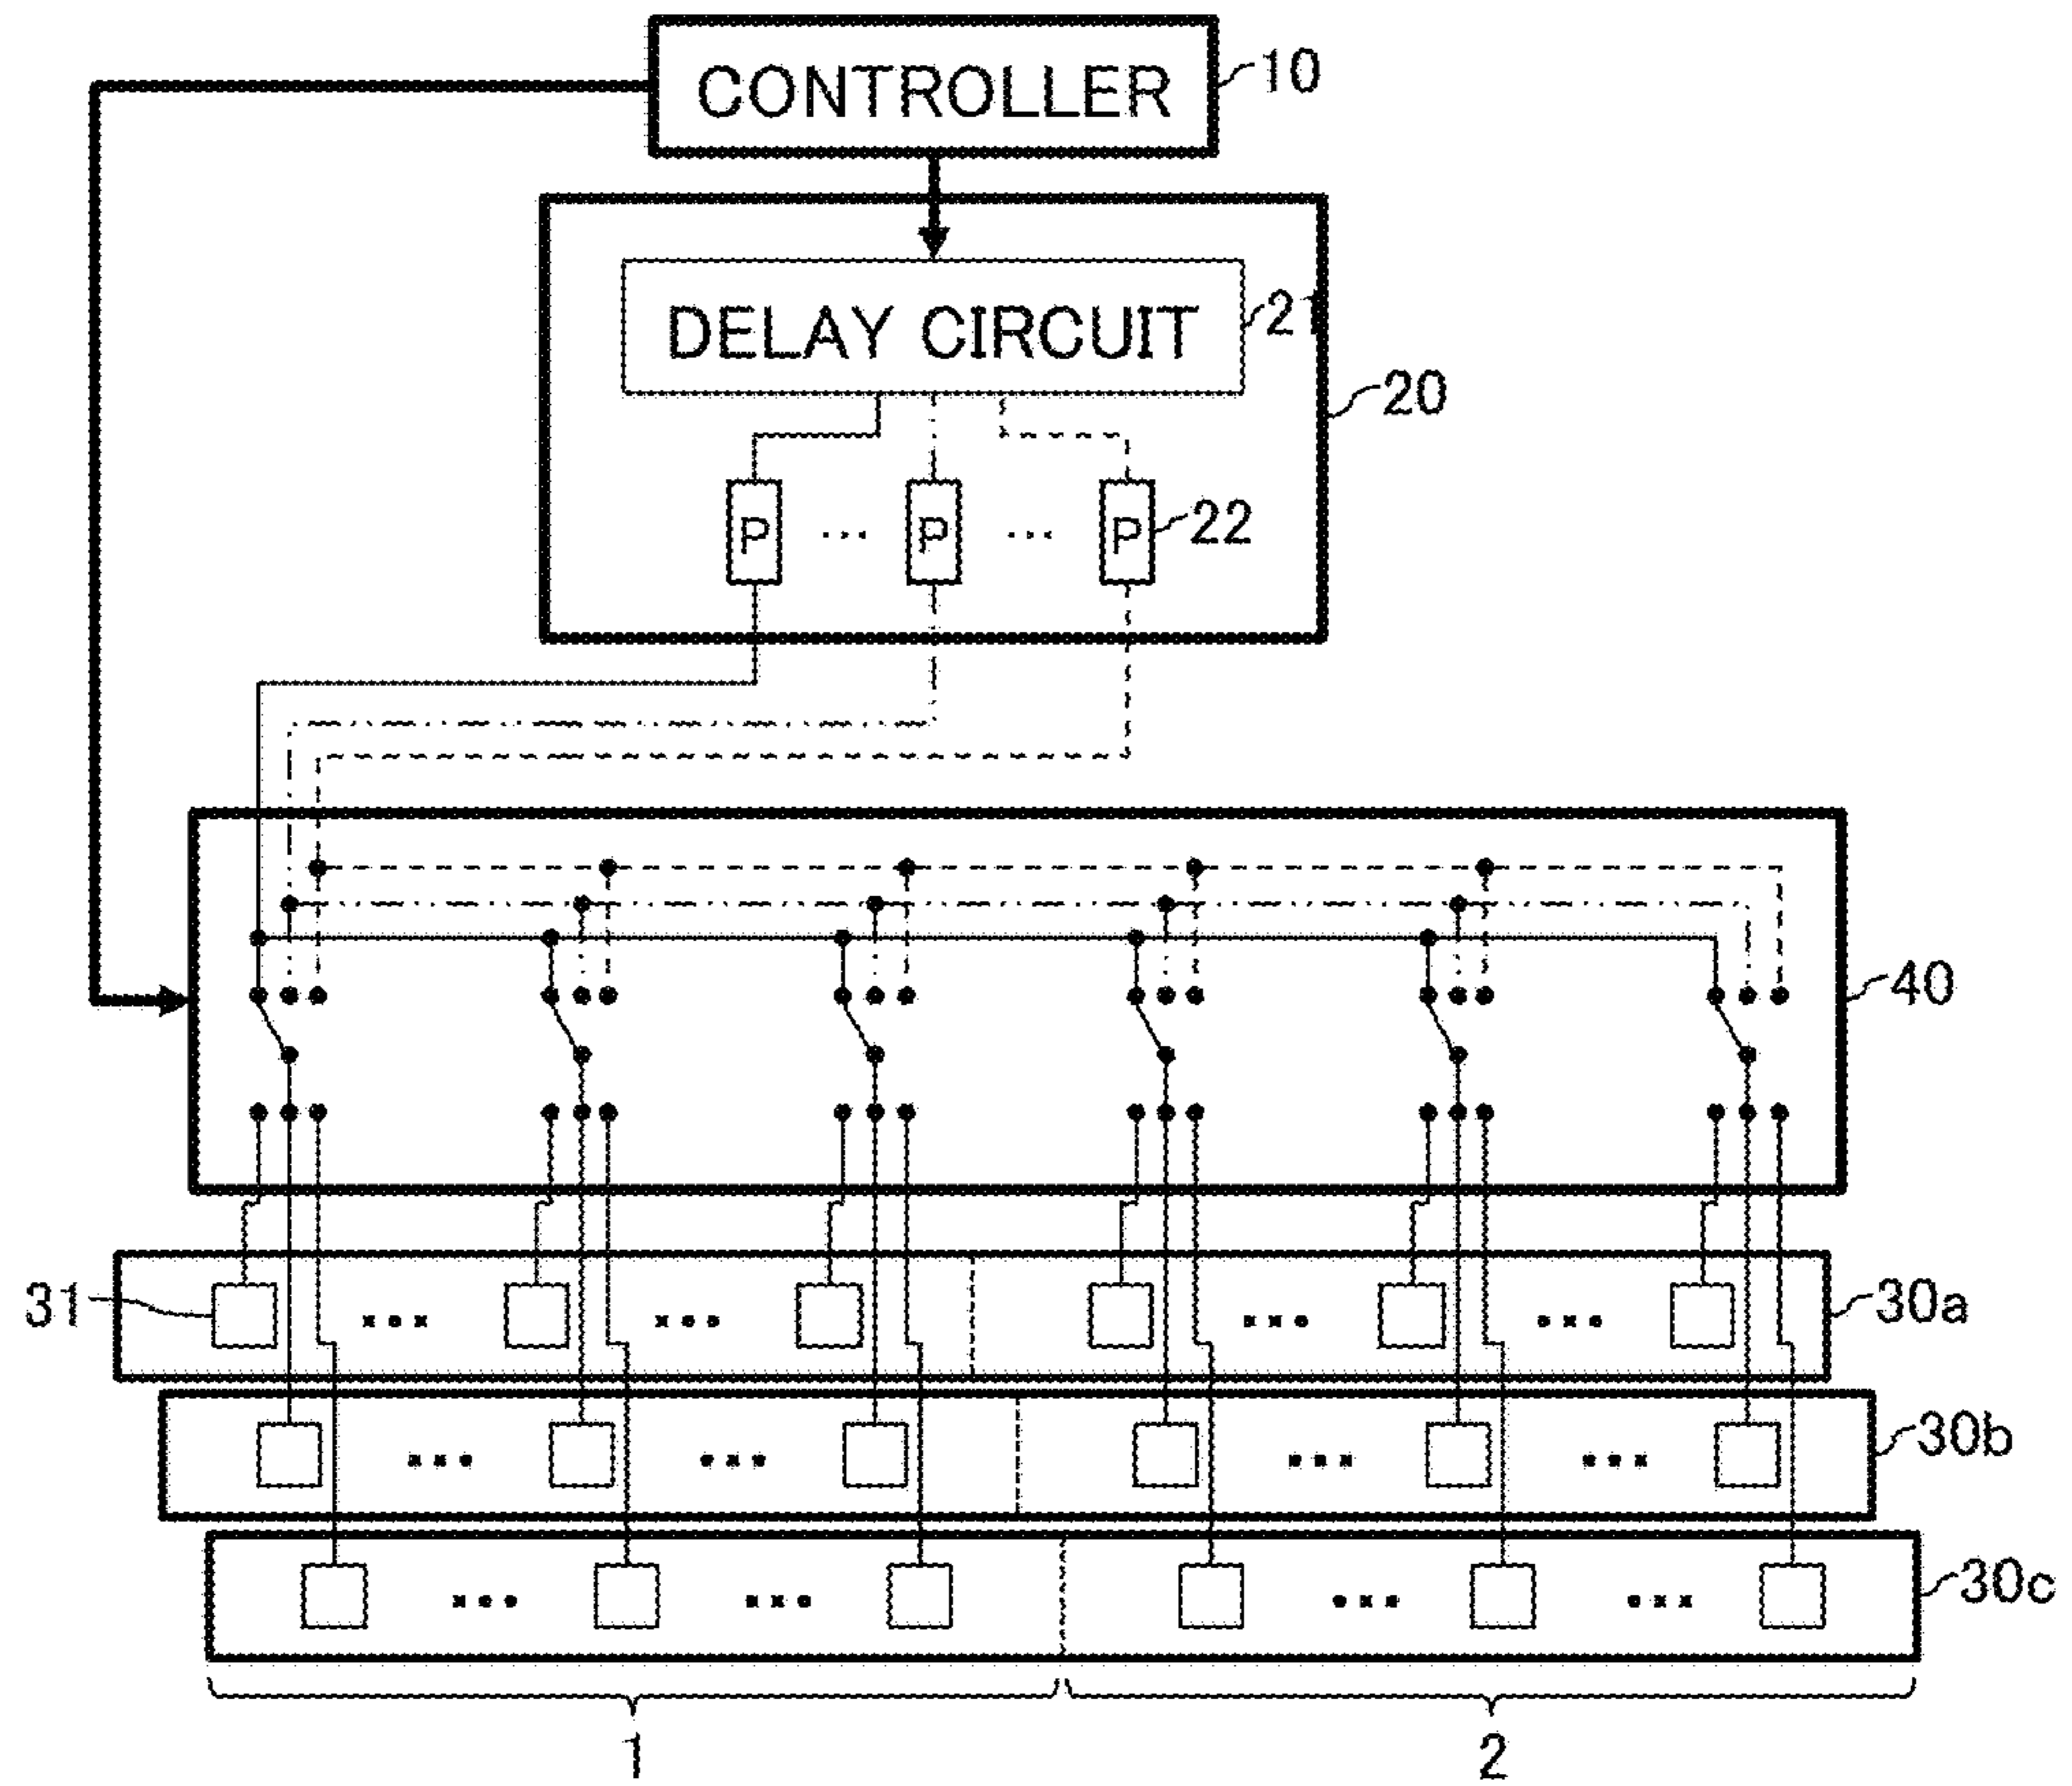 CONTROLLER
10
DELAY CIRCUIT
21
20
P ... P ... P
22
40
31
30a
30b
30c
1
2